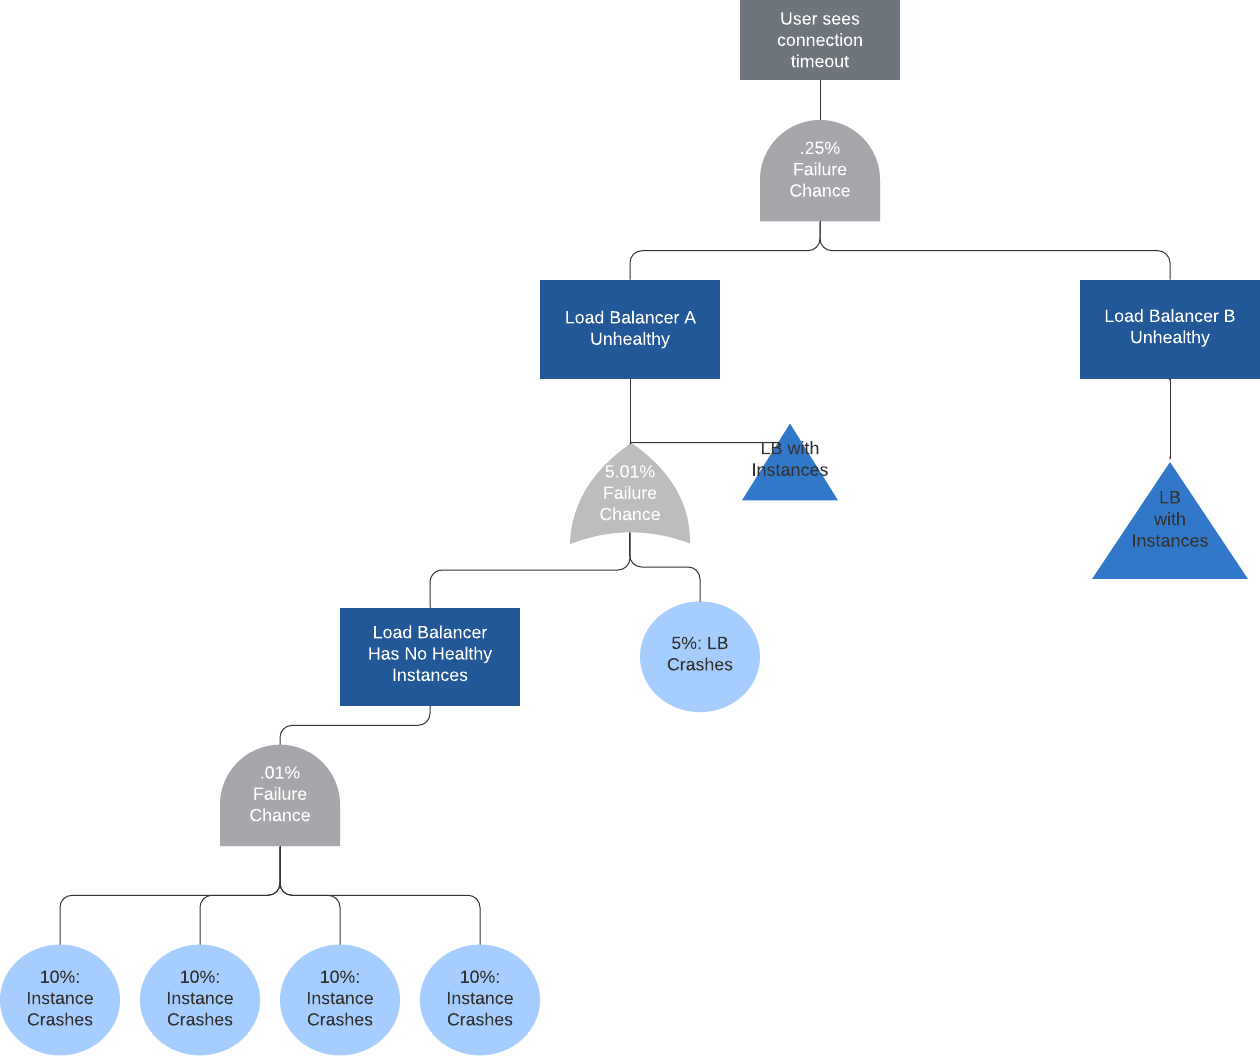 User sees
connection
timeout
.25%
Failure
Chance
Load Balancer A
Unhealthy
Load Balancer B
Unhealthy
LB with
Instances
5.01%
Failure
Chance
LB
with
Instances
Load Balancer
Has No Healthy
Instances
5%: LB
Crashes
.01%
Failure
Chance
10%:
Instance
Crashes
10%:
Instance
Crashes
10%:
Instance
Crashes
10%:
Instance
Crashes